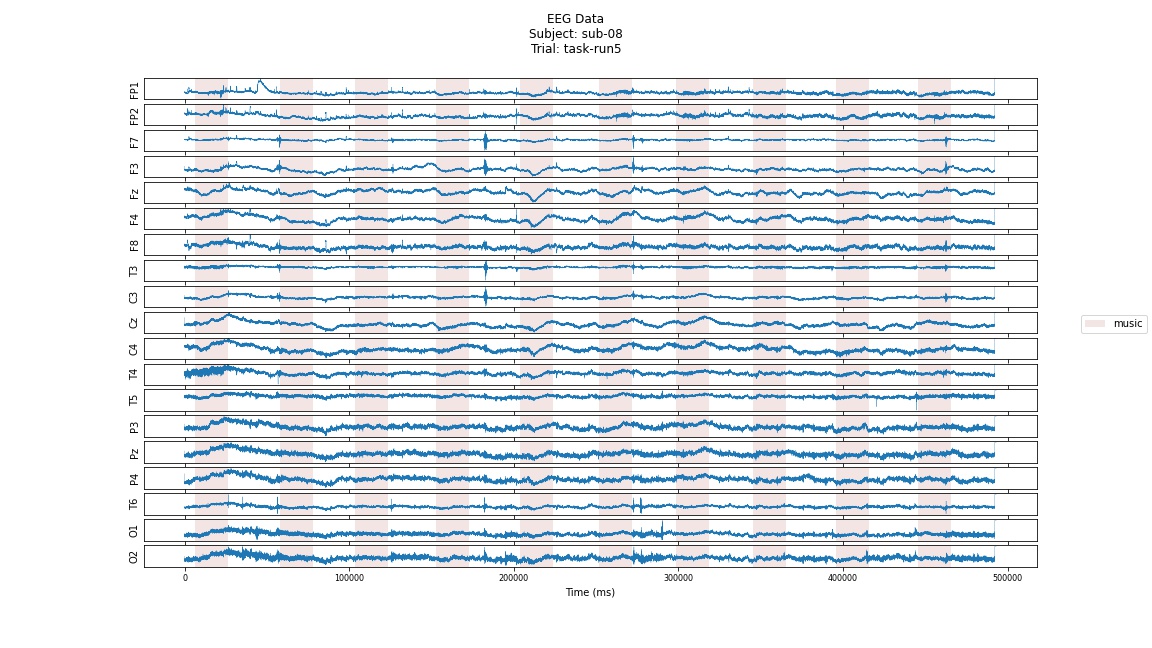 EEG Data
Subject: sub-08
Trial: task-run5
FP1
FP2
F7
F3
Fz
F4
F8
T3
C3
Cz
C4
T4
T5
P3
Pz
P4
T6
O1
O2
music
0 100000 200000 300000 400000 500000
Time (ms)